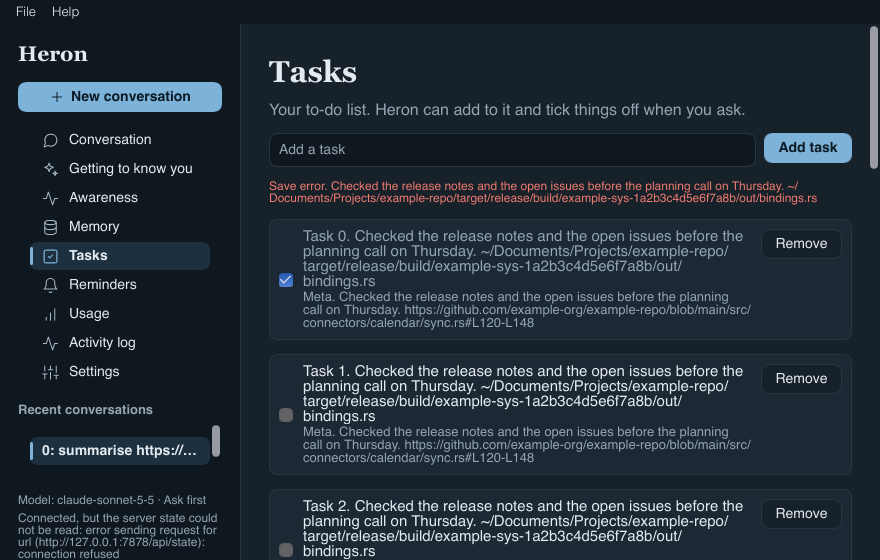 File Help
Heron
New conversation
Conversation
Getting to know you
Awareness
Memory
Tasks
Reminders
Usage
Activity log
Settings
Recent conversations
0: summarise https://...
Model: claude-sonnet-5-5 · Ask first
Connected, but the server state could
not be read: error sending request for
url (http://127.0.0.1:7878/api/state):
connection refused
Tasks
Your to-do list. Heron can add to it and tick things off when you ask.
Add a task
Add task
Save error. Checked the release notes and the open issues before the planning call on Thursday. ~/
Documents/Projects/example-repo/target/release/build/example-sys-1a2b3c4d5e6f7a8b/out/bindings.rs
Task 0. Checked the release notes and the open issues before the
planning call on Thursday. ~/Documents/Projects/example-repo/
target/release/build/example-sys-1a2b3c4d5e6f7a8b/out/
bindings.rs
Meta. Checked the release notes and the open issues before the planning
call on Thursday. https://github.com/example-org/example-repo/blob/main/src/
connectors/calendar/sync.rs#L120-L148
Remove
Task 1. Checked the release notes and the open issues before the
planning call on Thursday. ~/Documents/Projects/example-repo/
target/release/build/example-sys-1a2b3c4d5e6f7a8b/out/
bindings.rs
Meta. Checked the release notes and the open issues before the planning
call on Thursday. https://github.com/example-org/example-repo/blob/main/src/
connectors/calendar/sync.rs#L120-L148
Remove
Task 2. Checked the release notes and the open issues before the
planning call on Thursday. ~/Documents/Projects/example-repo/
target/release/build/example-sys-1a2b3c4d5e6f7a8b/out/
bindings.rs
Remove